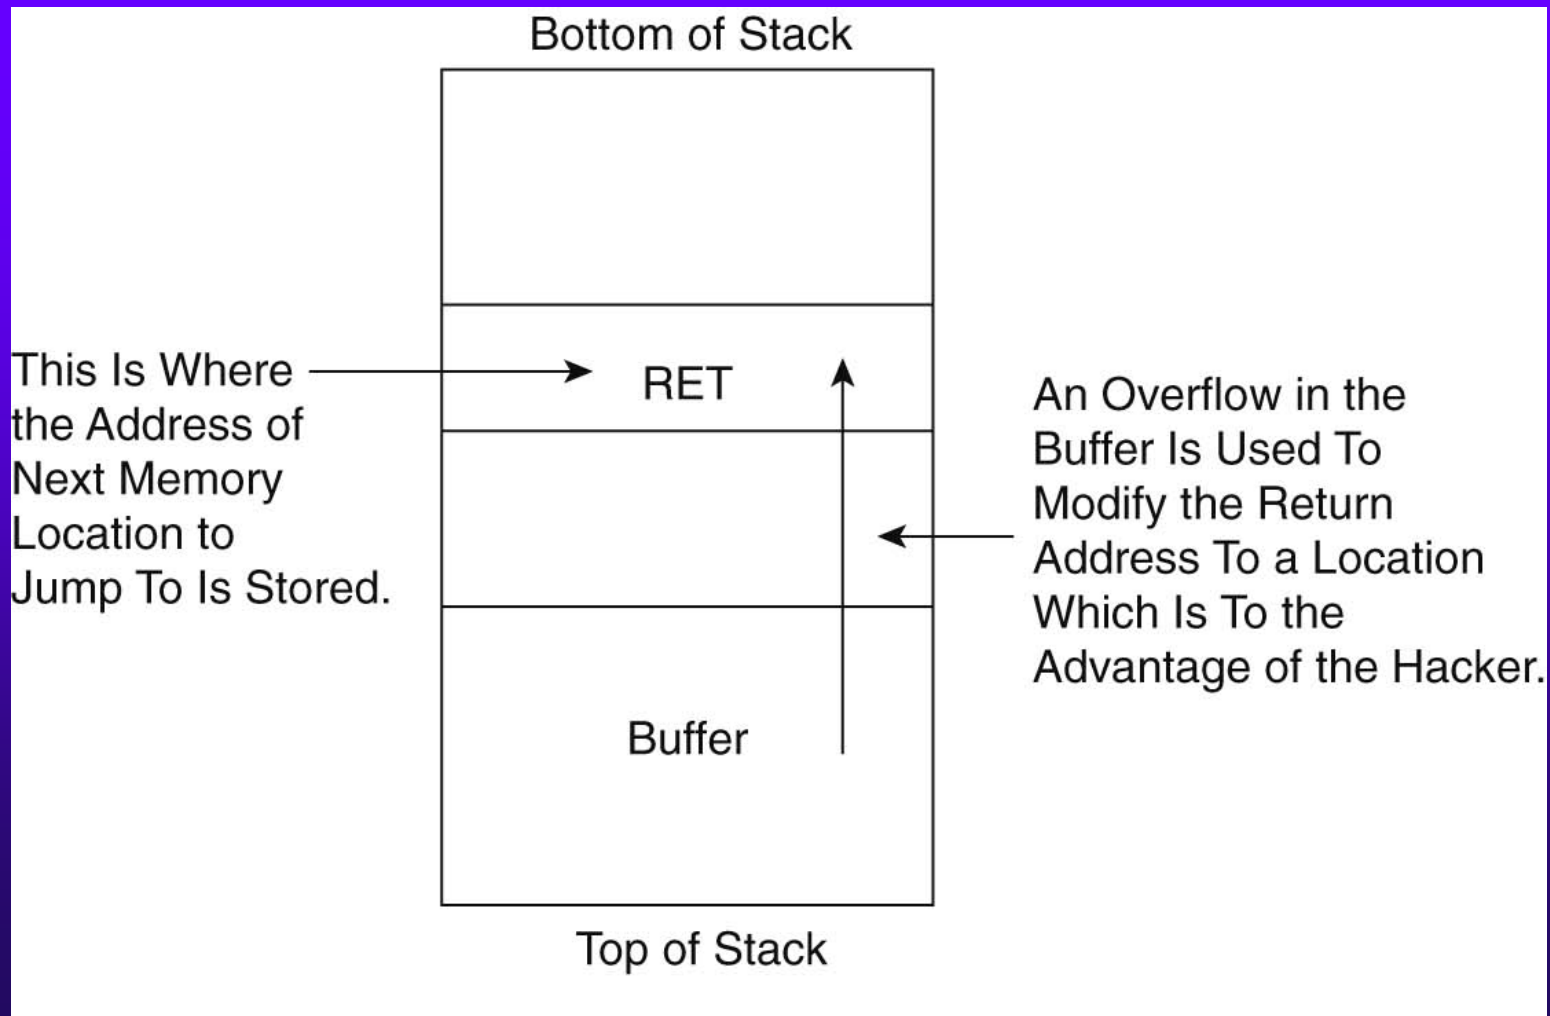 Bottom of Stack
This Is Where
the Address of
Next Memory
Location to
Jump To Is Stored.
RET
An Overflow in the
Buffer Is Used To
Modify the Return
Address To a Location
Which Is To the
Advantage of the Hacker.
Buffer
Top of Stack